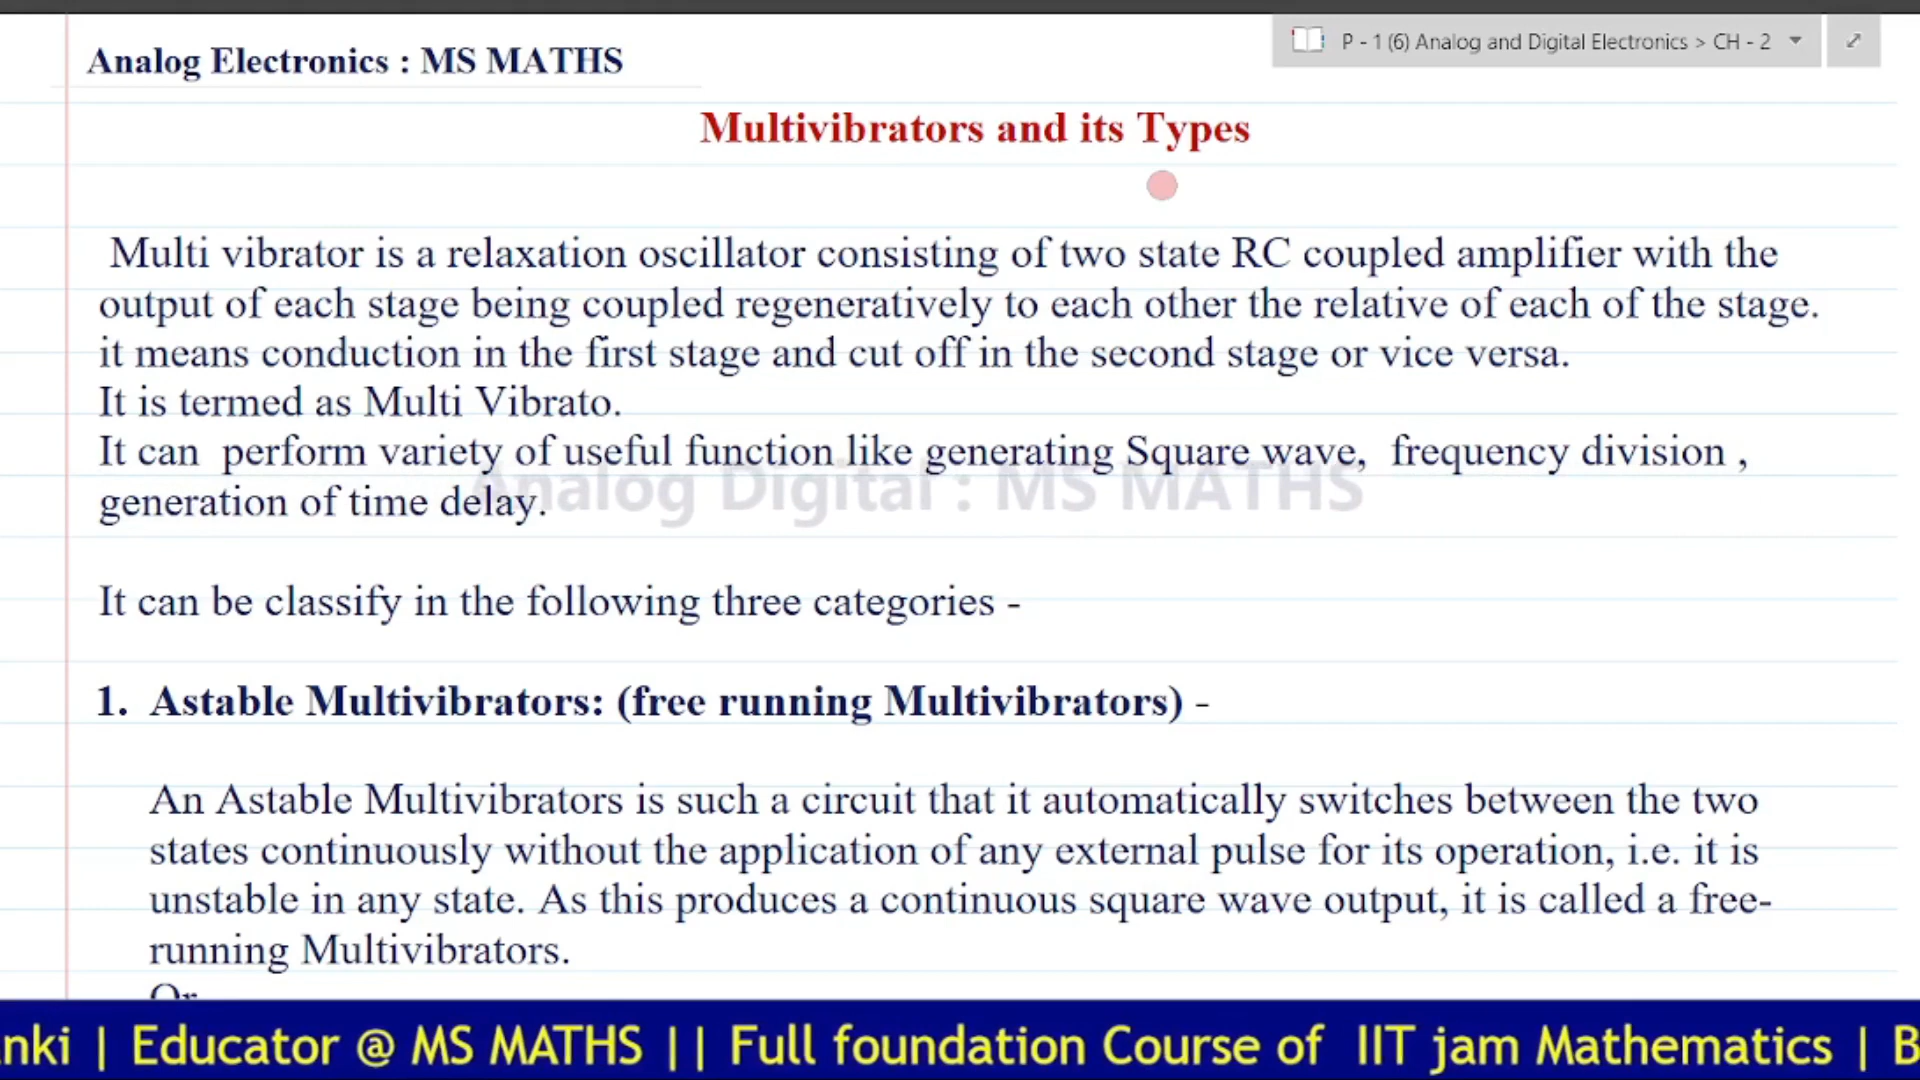 Analog Electronics : MS MATHS
P - 1 (6) Analog and Digital Electronics > CH - 2
Multivibrators and its Types
Multi vibrator is a relaxation oscillator consisting of two state RC coupled amplifier with the
output of each stage being coupled regeneratively to each other the relative of each of the stage.
it means conduction in the first stage and cut off in the second stage or vice versa.
It is termed as Multi Vibrato.
It can perform variety of useful function like generating Square wave, frequency division ,
Analog Digital : MS MATHS
generation of time delay.
It can be classify in the following three categories -
1. Astable Multivibrators: (free running Multivibrators) -
An Astable Multivibrators is such a circuit that it automatically switches between the two
states continuously without the application of any external pulse for its operation, i.e. it is
unstable in any state. As this produces a continuous square wave output, it is called a free-
running Multivibrators.
Or
nki | Educator @ MS MATHS || Full foundation Course of IIT jam Mathematics | B